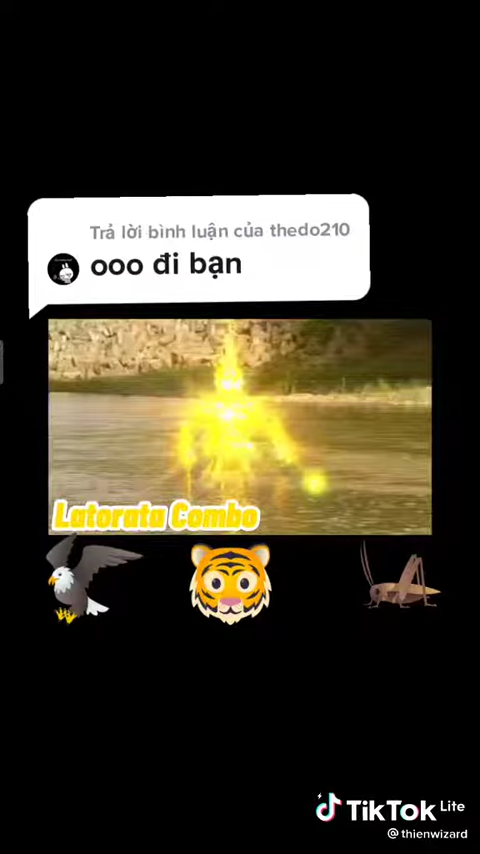 Trả lời bình luận của thedo210
ooo đi bạn
Latorata Combo
TikTok Lite
@thienwizard